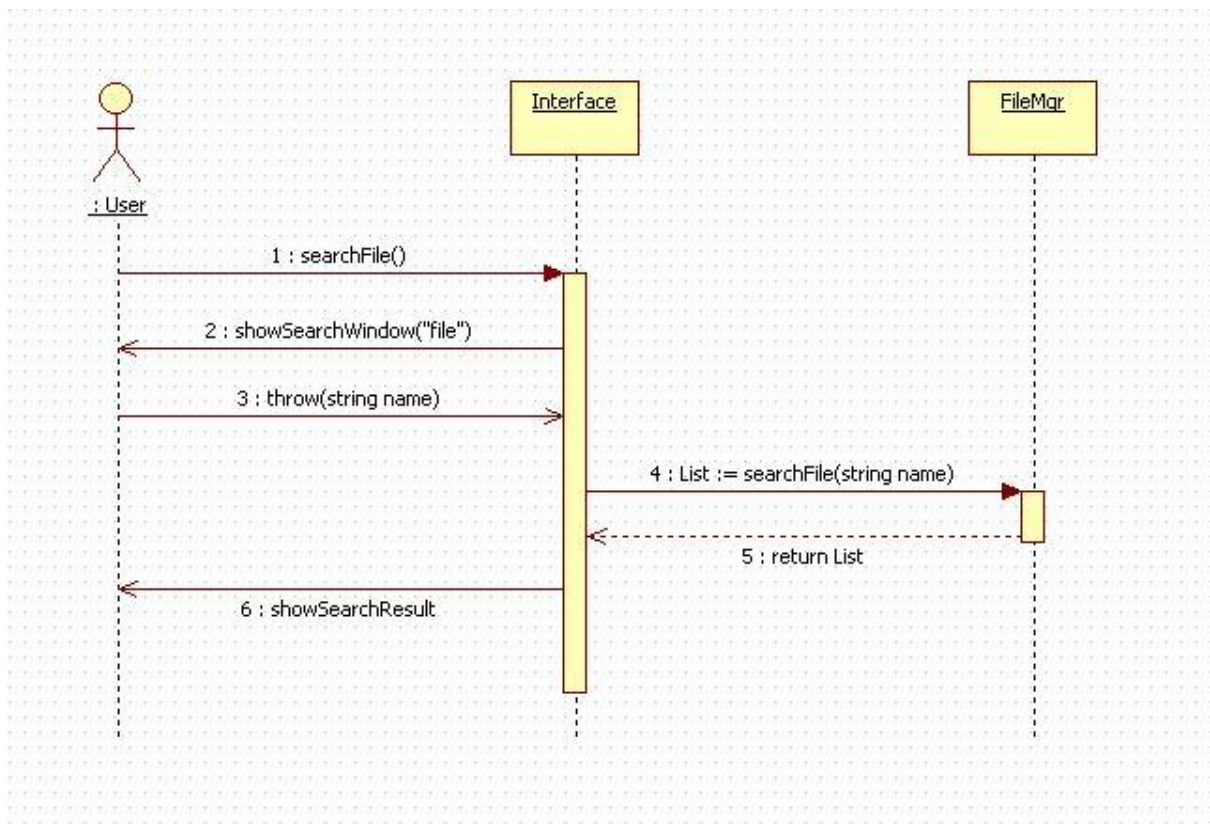 Interface
FileMgr
: User
1 : searchFile()
2 : showSearchWindow("file")
3 : throw(string name)
4 : List := searchFile(string name)
5 : return List
6 : showSearchResult